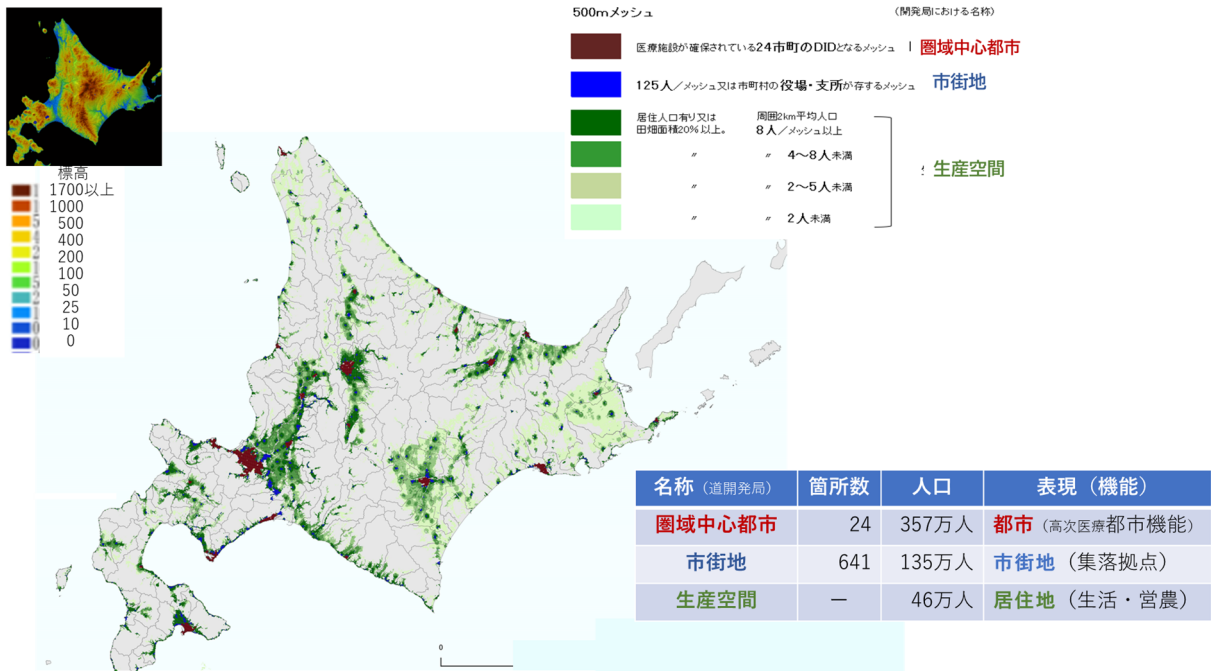 500mメッシュ
（開発局における名称）
医療施設が確保されている24市町のDIDとなるメッシュ
圏域中心都市
125人／メッシュ又は市町村の役場・支所が存するメッシュ
市街地
居住人口有り又は
田畑面積20%以上。
周囲2km平均人口
8人／メッシュ以上
〃 〃 4～8人未満
〃 〃 2～5人未満
〃 〃 2人未満
生産空間
標高
1700以上
1000
500
400
200
100
50
25
10
0
名称（道開発局） 箇所数 人口 表現（機能）
圏域中心都市 24 357万人 都市（高次医療都市機能）
市街地 641 135万人 市街地（集落拠点）
生産空間 － 46万人 居住地（生活・営農）
0